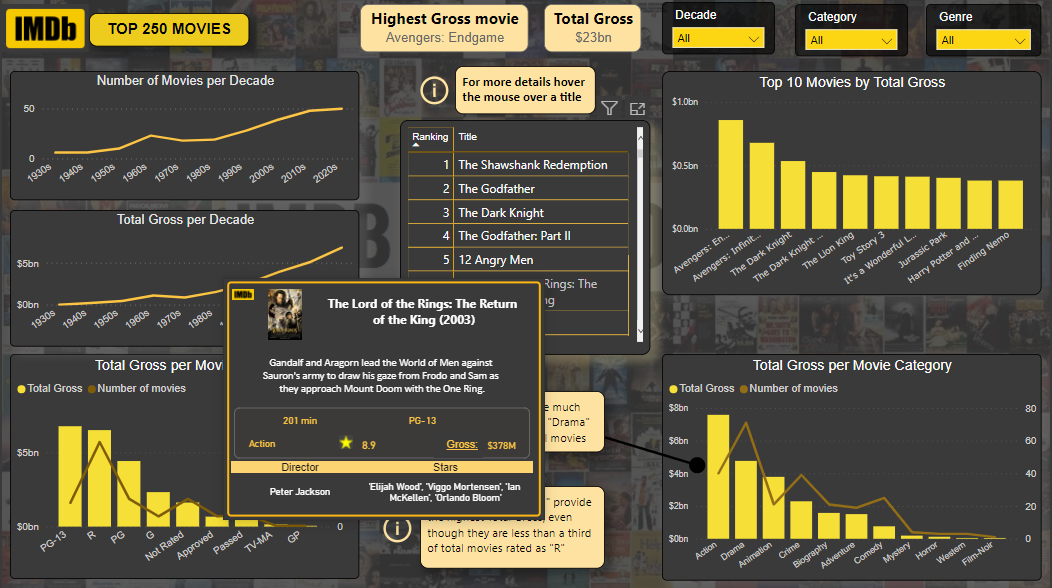 IMDb
TOP 250 MOVIES
Highest Gross movie
Avengers: Endgame
Total Gross
$23bn
Decade
All
Category
All
Genre
All
Number of Movies per Decade
50
0
1930s 1940s 1950s 1960s 1970s 1980s 1990s 2000s 2010s 2020s
For more details hover
the mouse over a title
Ranking Title
1 The Shawshank Redemption
2 The Godfather
3 The Dark Knight
4 The Godfather: Part II
5 12 Angry Men
Rings: The
Top 10 Movies by Total Gross
$1.0bn
$0.5bn
$0.0bn
Avengers: En... Avengers: Infinit... The Dark Knight The Dark Knight ... The Lion King Toy Story 3 It's a Wonderful L... Jurassic Park Harry Potter and ... Finding Nemo
Total Gross per Decade
$5bn
$0bn
1930s 1940s 1950s 1960s 1970s 1980s
IMDb
The Lord of the Rings: The Return
of the King (2003)
Gandalf and Aragorn lead the World of Men against
Sauron's army to draw his gaze from Frodo and Sam as
they approach Mount Doom with the One Ring.
201 min PG-13
Action 8.9 Gross: $378M
Director Stars
Peter Jackson
'Elijah Wood', 'Viggo Mortensen', 'Ian
McKellen', 'Orlando Bloom'
Total Gross per Movi
Total Gross Number of movies
$5bn
$0bn
0
PG-13 R PG G Not Rated Approved Passed TV-MA GP
much
"Drama"
movies
" provide
even
though they are less than a third
of total movies rated as "R"
Total Gross per Movie Category
Total Gross Number of movies
$8bn 80
$6bn 60
$4bn 40
$2bn 20
$0bn 0
Action Drama Animation Crime Biography Adventure Comedy Mystery Horror Western Film-Noir